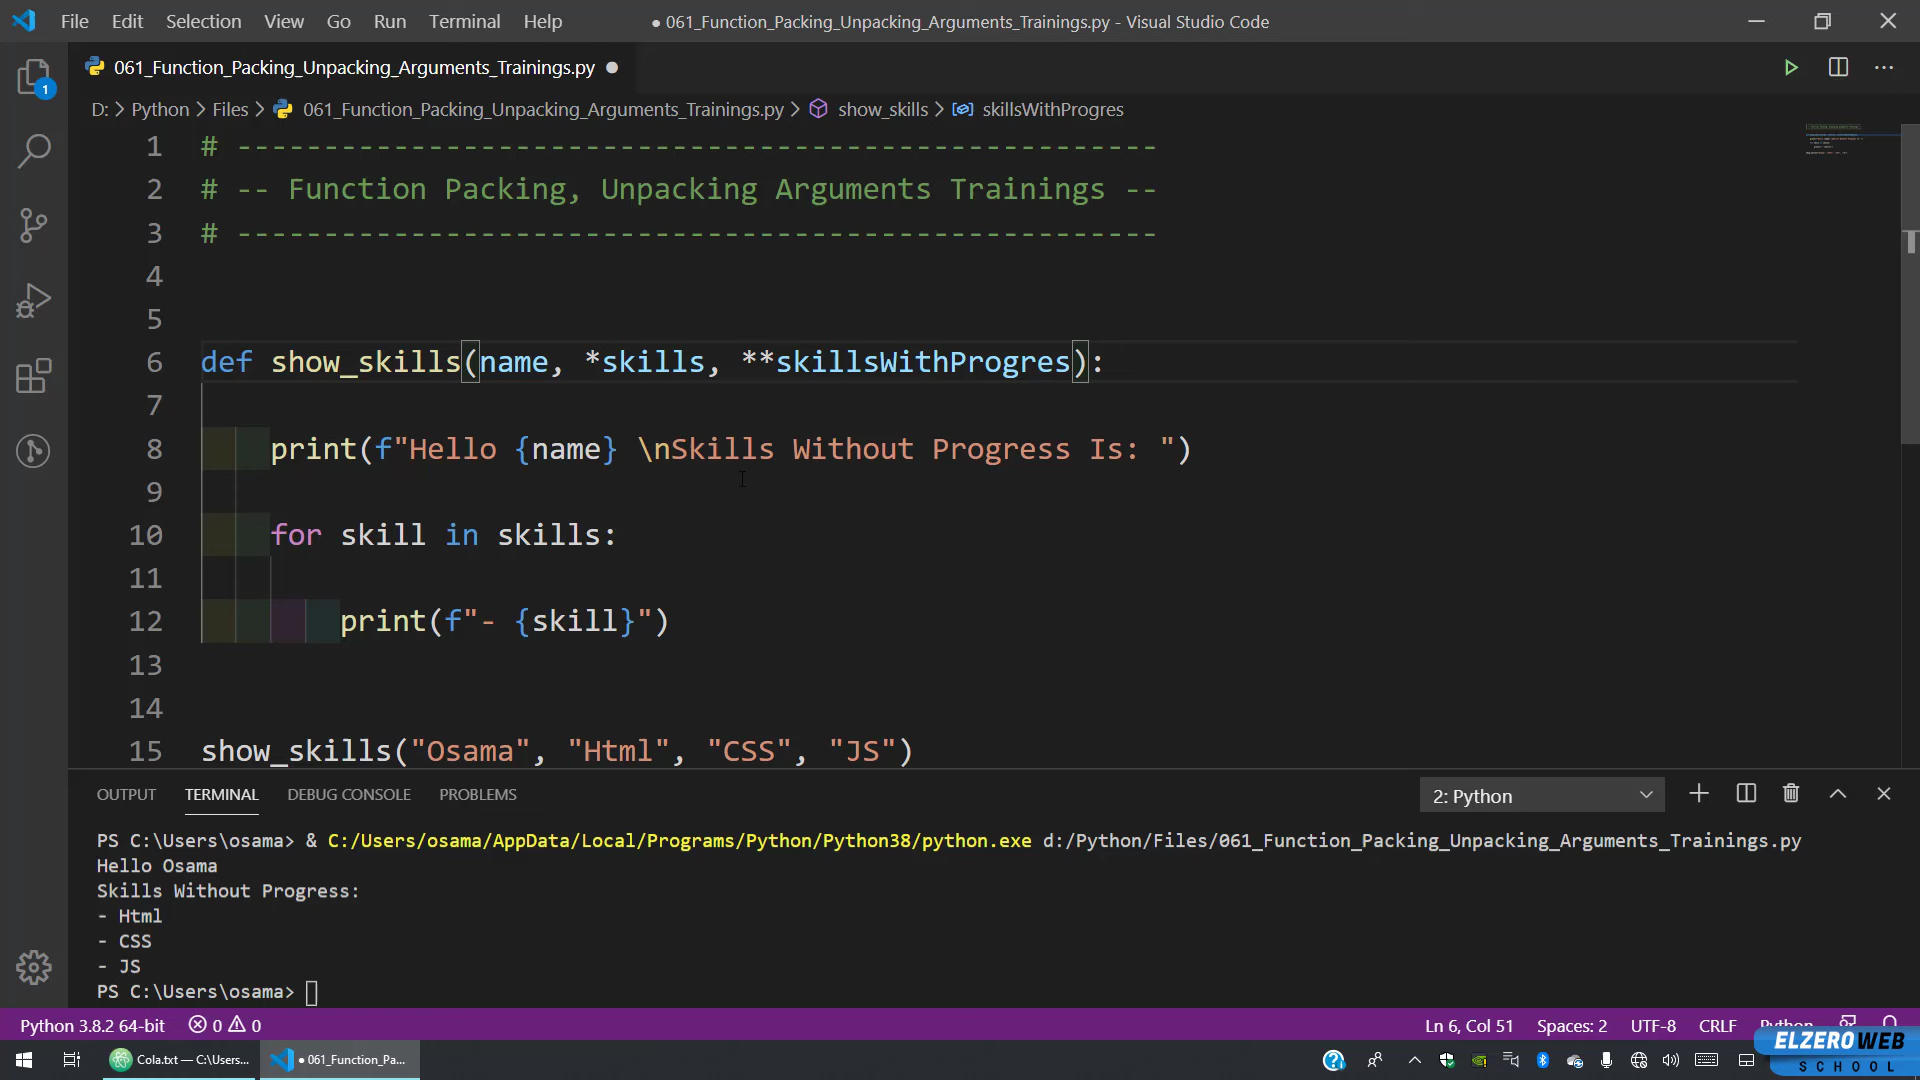 File Edit Selection View Go Run Terminal Help ● 061_Function_Packing_Unpacking_Arguments_Trainings.py - Visual Studio Code
061_Function_Packing_Unpacking_Arguments_Trainings.py ●
D: > Python > Files > 061_Function_Packing_Unpacking_Arguments_Trainings.py > show_skills > skillsWithProgres
1 # -----------------------------------------------------
2 # -- Function Packing, Unpacking Arguments Trainings --
3 # -----------------------------------------------------
4
5
6 def show_skills(name, *skills, **skillsWithProgres):
7
8 print(f"Hello {name} \nSkills Without Progress Is: ")
9
10 for skill in skills:
11
12 print(f"- {skill}")
13
14
15 show_skills("Osama", "Html", "CSS", "JS")
OUTPUT TERMINAL DEBUG CONSOLE PROBLEMS 2: Python
PS C:\Users\osama> & C:/Users/osama/AppData/Local/Programs/Python/Python38/python.exe d:/Python/Files/061_Function_Packing_Unpacking_Arguments_Trainings.py
Hello Osama
Skills Without Progress:
- Html
- CSS
- JS
PS C:\Users\osama>
Python 3.8.2 64-bit 0 0 Ln 6, Col 51 Spaces: 2 UTF-8 CRLF Python
Cola.txt — C:\Users... ● 061_Function_Pa...
ELZEROWEB
SCHOOL
1